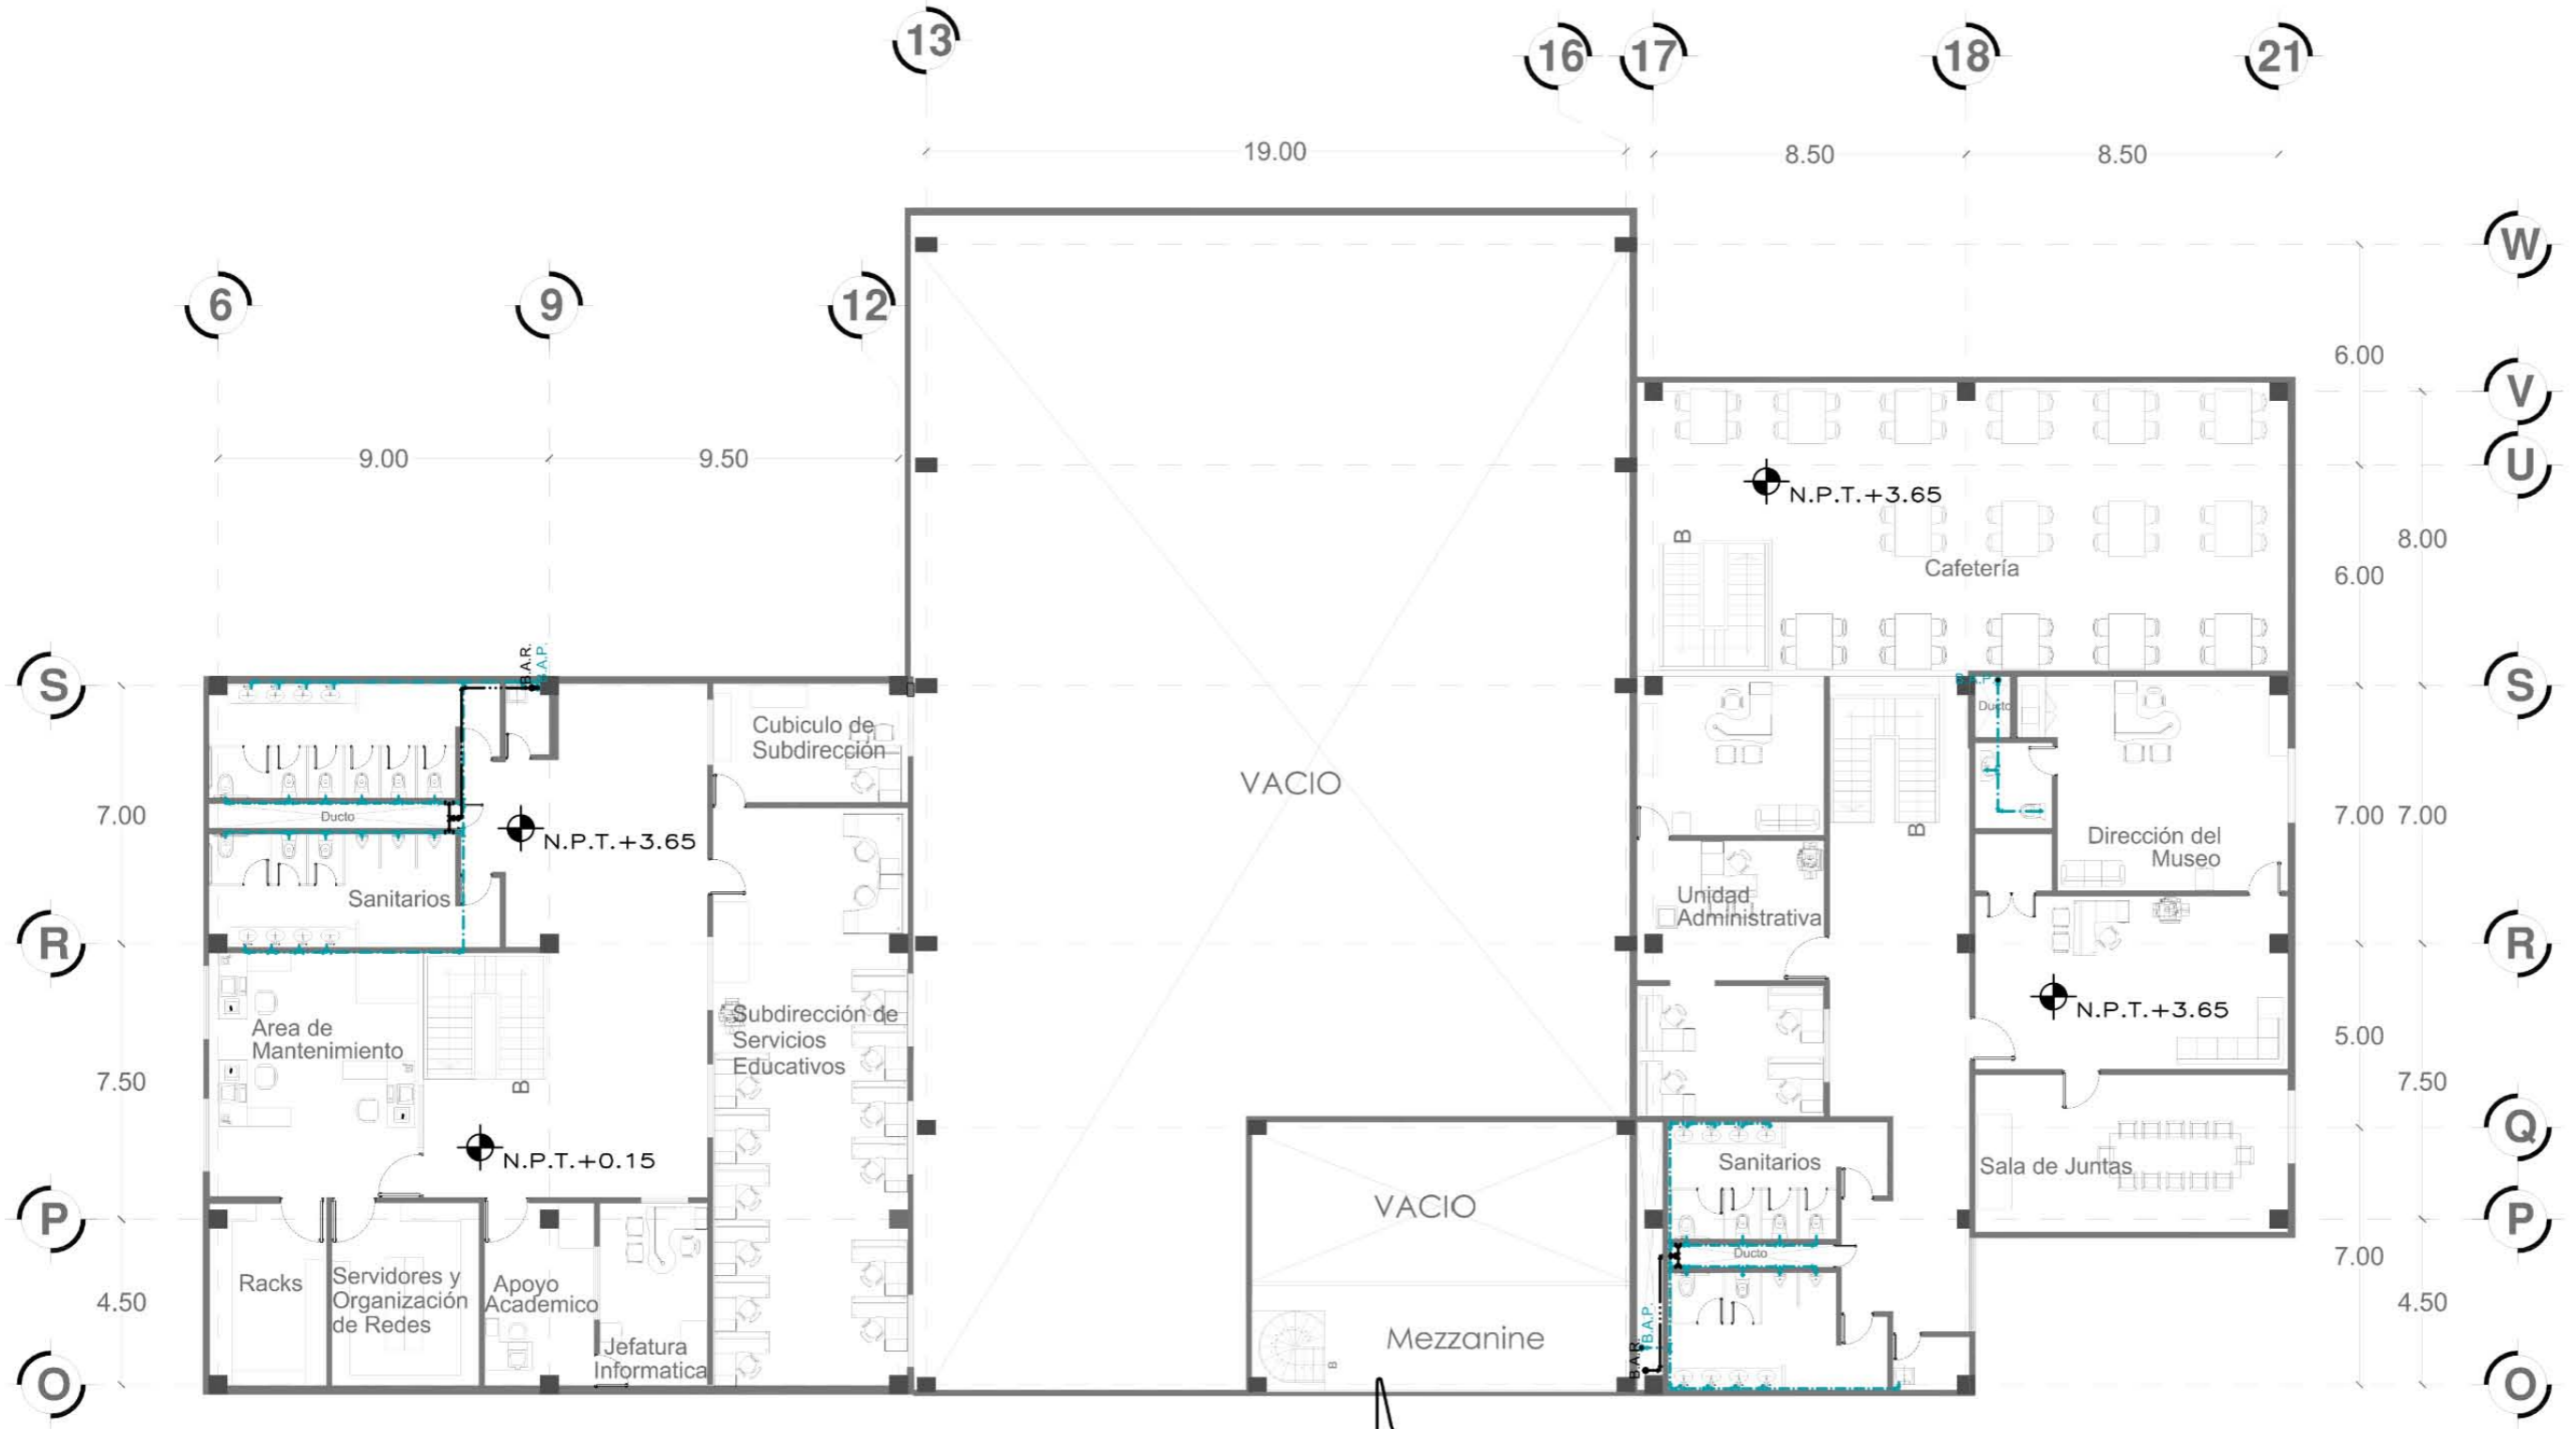 13
16
17
18
21
19.00
8.50
8.50
W
6
9
12
6.00
V
9.00
9.50
U
N.P.T.+3.65
B
8.00
Cafetería
6.00
S
B.A.R.
B.A.P.
B.A.P.
S
Ducto
Cubiculo de
Subdirección
VACIO
7.00
Ducto
N.P.T.+3.65
B
Dirección del
Museo
7.00
7.00
Sanitarios
Unidad
Administrativa
R
R
Subdirección de
Servicios
Educativos
N.P.T.+3.65
Area de
Mantenimiento
5.00
7.50
B
7.50
Q
N.P.T.+0.15
Sanitarios
Sala de Juntas
P
VACIO
P
Ducto
7.00
Racks
Servidores y
Organización
de Redes
Apoyo
Academico
4.50
4.50
B.A.P.
Mezzanine
Jefatura
Informatica
B.A.R.
B
O
O